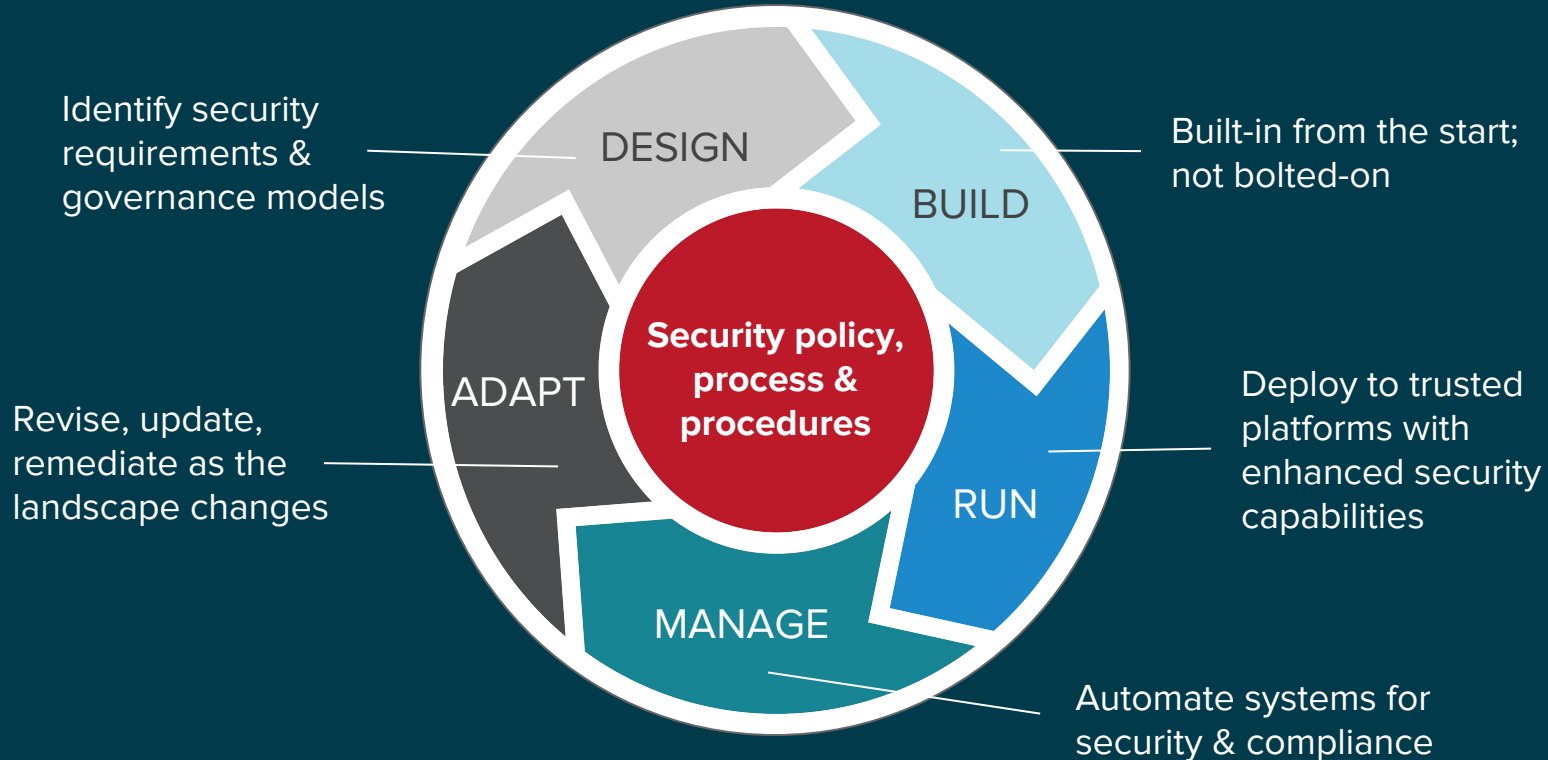 Identify security
requirements &
governance models
DESIGN
BUILD
Built-in from the start;
not bolted-on
Security policy,
process &
procedures
ADAPT
Revise, update,
remediate as the
landscape changes
RUN
Deploy to trusted
platforms with
enhanced security
capabilities
MANAGE
Automate systems for
security & compliance